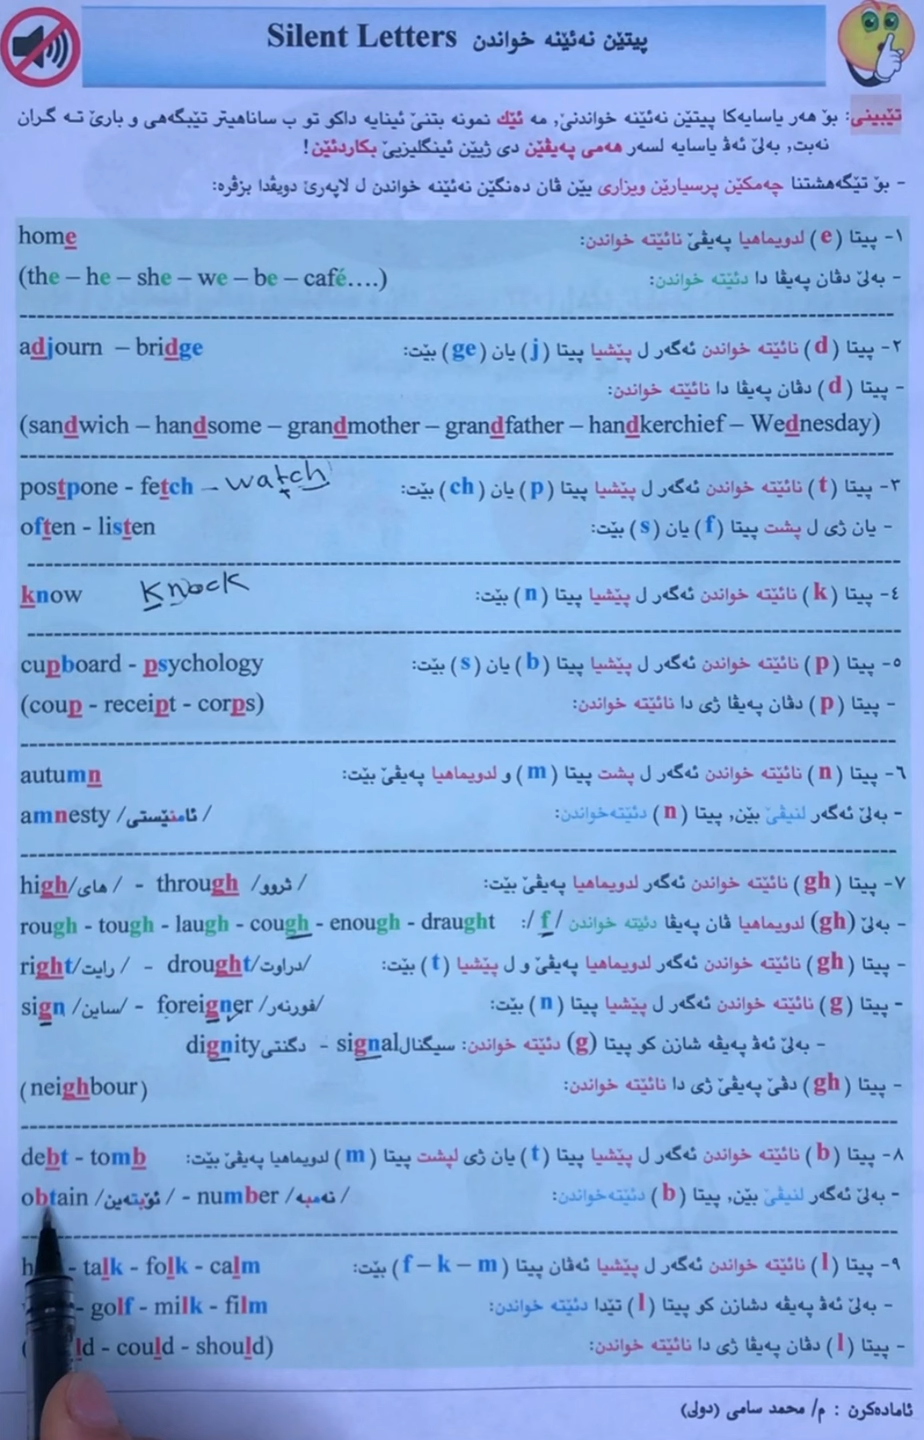 Silent Letters پیتێن نەئێنە خواندن
تێبینی: بۆ هەر یاسایەکا پیتێن نەئێنە خواندنێ, مە ئێك نمونە بتنێ ئینایە داکو تو ب ساناهیتر تێبگەهی و بارێ تە گران
نەبت, بەلێ ئەڤ یاسایە لسەر هەمی پەیڤێن دی ژیێن ئینگلیزیێ بکاردئێن!
- بۆ تێگەهشتنا چەمکێن پرسیارێن ویزاری یێن ڤان دەنگێن نەئێنە خواندن ل لاپەرێ دویڤدا بزڤرە:
١- پیتا (e) لدویماهیا پەیڤێ نائێتە خواندن: home
- بەلێ دڤان پەیڤا دا دئێتە خواندن: (the – he – she – we – be – café….)
٢- پیتا (d) نائێتە خواندن ئەگەر ل پێشیا پیتا (j) یان (ge) بێت: adjourn – bridge
- پیتا (d) دڤان پەیڤا دا نائێتە خواندن:
(sandwich – handsome – grandmother – grandfather – handkerchief – Wednesday)
٣- پیتا (t) نائێتە خواندن ئەگەر ل پێشیا پیتا (p) یان (ch) بێت: postpone - fetch – watch
- یان ژی ل پشت پیتا (f) یان (s) بێت: often - listen
٤- پیتا (k) نائێتە خواندن ئەگەر ل پێشیا پیتا (n) بێت: know Knock
٥- پیتا (p) نائێتە خواندن ئەگەر ل پێشیا پیتا (b) یان (s) بێت: cupboard - psychology
- پیتا (p) دڤان پەیڤا ژی دا نائێتە خواندن: (coup - receipt - corps)
٦- پیتا (n) نائێتە خواندن ئەگەر ل پشت پیتا (m) و لدویماهیا پەیڤێ بێت: autumn
- بەلێ ئەگەر لنیڤێ بێن, پیتا (n) دئێتەخواندن: amnesty /ئامنێستی/
٧- پیتا (gh) نائێتە خواندن ئەگەر لدویماهیا پەیڤێ بێت: high /های/ - through /ثروو/
- بەلێ (gh) لدویماهیا ڤان پەیڤا دئێتە خواندن /f/: rough - tough - laugh - cough - enough - draught
- پیتا (gh) نائێتە خواندن ئەگەر لدویماهیا پەیڤێ و ل پێشیا (t) بێت: right /رایت/ - drought /دراوت/
- پیتا (g) نائێتە خواندن ئەگەر ل پێشیا پیتا (n) بێت: sign /ساین/ - foreigner /فورنەر/
- بەلێ ئەڤ پەیڤە شازن کو پیتا (g) دئێتە خواندن: سیگنال signal - دگنتی dignity
- پیتا (gh) دڤێ پەیڤێ ژی دا نائێتە خواندن: (neighbour)
٨- پیتا (b) نائێتە خواندن ئەگەر ل پێشیا پیتا (t) یان ژی لپشت پیتا (m) لدویماهیا پەیڤێ بێت: debt - tomb
- بەلێ ئەگەر لنیڤێ بێن, پیتا (b) دئێتەخواندن: obtain /ئۆبتەین/ - number /نەمبە/
٩- پیتا (l) نائێتە خواندن ئەگەر ل پێشیا ئەڤان پیتا (f – k – m) بێت: - talk - folk - calm
- بەلێ ئەڤ پەیڤە دشازن کو پیتا (l) تێدا دئێتە خواندن: - golf - milk - film
- پیتا (l) دڤان پەیڤا ژی دا نائێتە خواندن: - could - should)
ئامادەکرن : م/ محمد سامی (دولی)